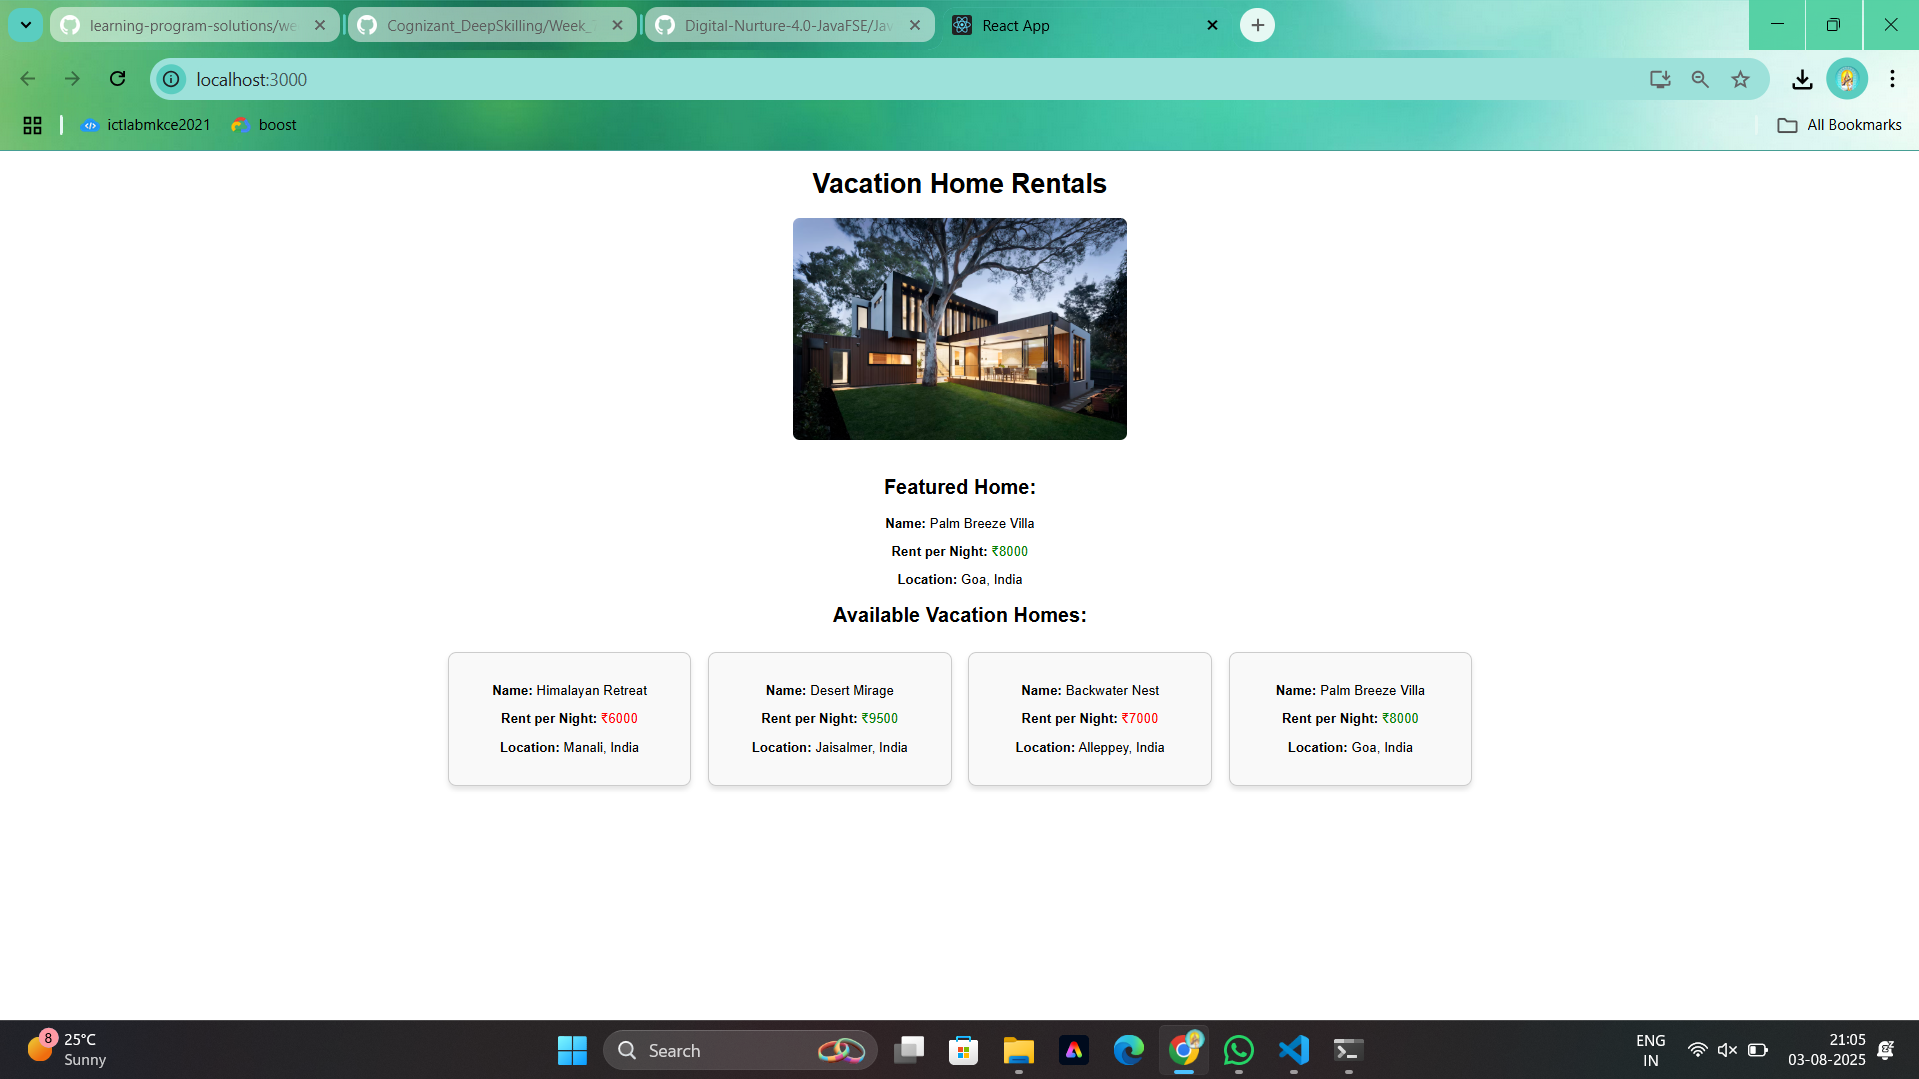 learning-program-solutions/we
Cognizant_DeepSkilling/Week_
Digital-Nurture-4.0-JavaFSE/Jav
React App
localhost:3000
ictlabmkce2021
boost
All Bookmarks
Vacation Home Rentals
Featured Home:
Name: Palm Breeze Villa
Rent per Night: ₹8000
Location: Goa, India
Available Vacation Homes:
Name: Himalayan Retreat
Rent per Night: ₹6000
Location: Manali, India
Name: Desert Mirage
Rent per Night: ₹9500
Location: Jaisalmer, India
Name: Backwater Nest
Rent per Night: ₹7000
Location: Alleppey, India
Name: Palm Breeze Villa
Rent per Night: ₹8000
Location: Goa, India
8
25°C
Sunny
Search
ENG
IN
21:05
03-08-2025